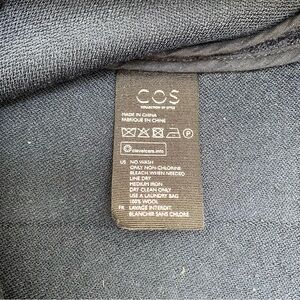 COS
COLLECTION OF STYLE
MADE IN CHINA
FABRIQUE EN CHINE
P
clevercare.info
US NO WASH
ONLY NON-CHLORINE
BLEACH WHEN NEEDED
LINE DRY
MEDIUM IRON
DRY CLEAN ONLY
USE A LAUNDRY BAG
100% WOOL
FR LAVAGE INTERDIT
BLANCHIR SANS CHLORE